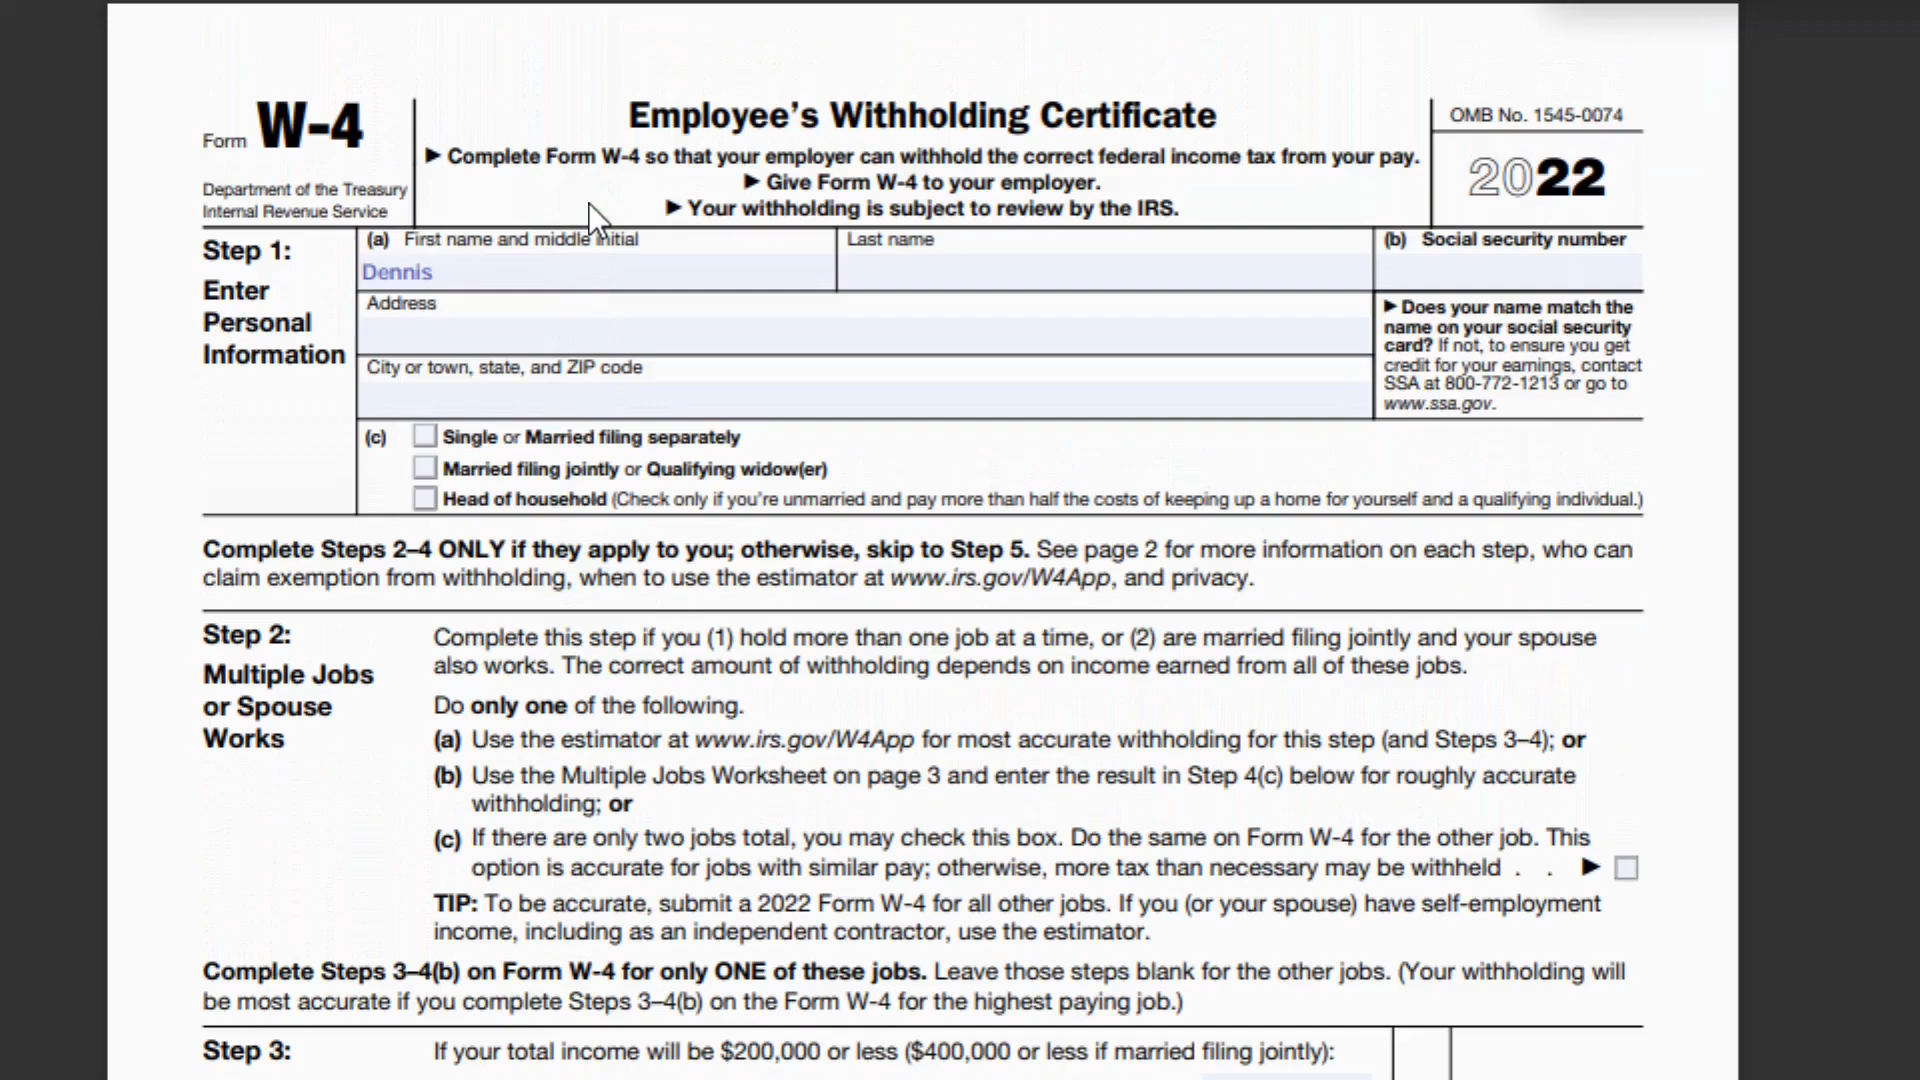 Form W-4
Department of the Treasury
Internal Revenue Service
Employee's Withholding Certificate
▶ Complete Form W-4 so that your employer can withhold the correct federal income tax from your pay.
▶ Give Form W-4 to your employer.
▶ Your withholding is subject to review by the IRS.
OMB No. 1545-0074
2022
Step 1:
Enter
Personal
Information
(a) First name and middle initial
Dennis
Last name
(b) Social security number
Address
City or town, state, and ZIP code
▶ Does your name match the
name on your social security
card? If not, to ensure you get
credit for your earnings, contact
SSA at 800-772-1213 or go to
www.ssa.gov.
(c) Single or Married filing separately
Married filing jointly or Qualifying widow(er)
Head of household (Check only if you're unmarried and pay more than half the costs of keeping up a home for yourself and a qualifying individual.)
Complete Steps 2–4 ONLY if they apply to you; otherwise, skip to Step 5. See page 2 for more information on each step, who can
claim exemption from withholding, when to use the estimator at www.irs.gov/W4App, and privacy.
Step 2:
Multiple Jobs
or Spouse
Works
Complete this step if you (1) hold more than one job at a time, or (2) are married filing jointly and your spouse
also works. The correct amount of withholding depends on income earned from all of these jobs.
Do only one of the following.
(a) Use the estimator at www.irs.gov/W4App for most accurate withholding for this step (and Steps 3–4); or
(b) Use the Multiple Jobs Worksheet on page 3 and enter the result in Step 4(c) below for roughly accurate
withholding; or
(c) If there are only two jobs total, you may check this box. Do the same on Form W-4 for the other job. This
option is accurate for jobs with similar pay; otherwise, more tax than necessary may be withheld . . ▶
TIP: To be accurate, submit a 2022 Form W-4 for all other jobs. If you (or your spouse) have self-employment
income, including as an independent contractor, use the estimator.
Complete Steps 3–4(b) on Form W-4 for only ONE of these jobs. Leave those steps blank for the other jobs. (Your withholding will
be most accurate if you complete Steps 3–4(b) on the Form W-4 for the highest paying job.)
Step 3:
If your total income will be $200,000 or less ($400,000 or less if married filing jointly):